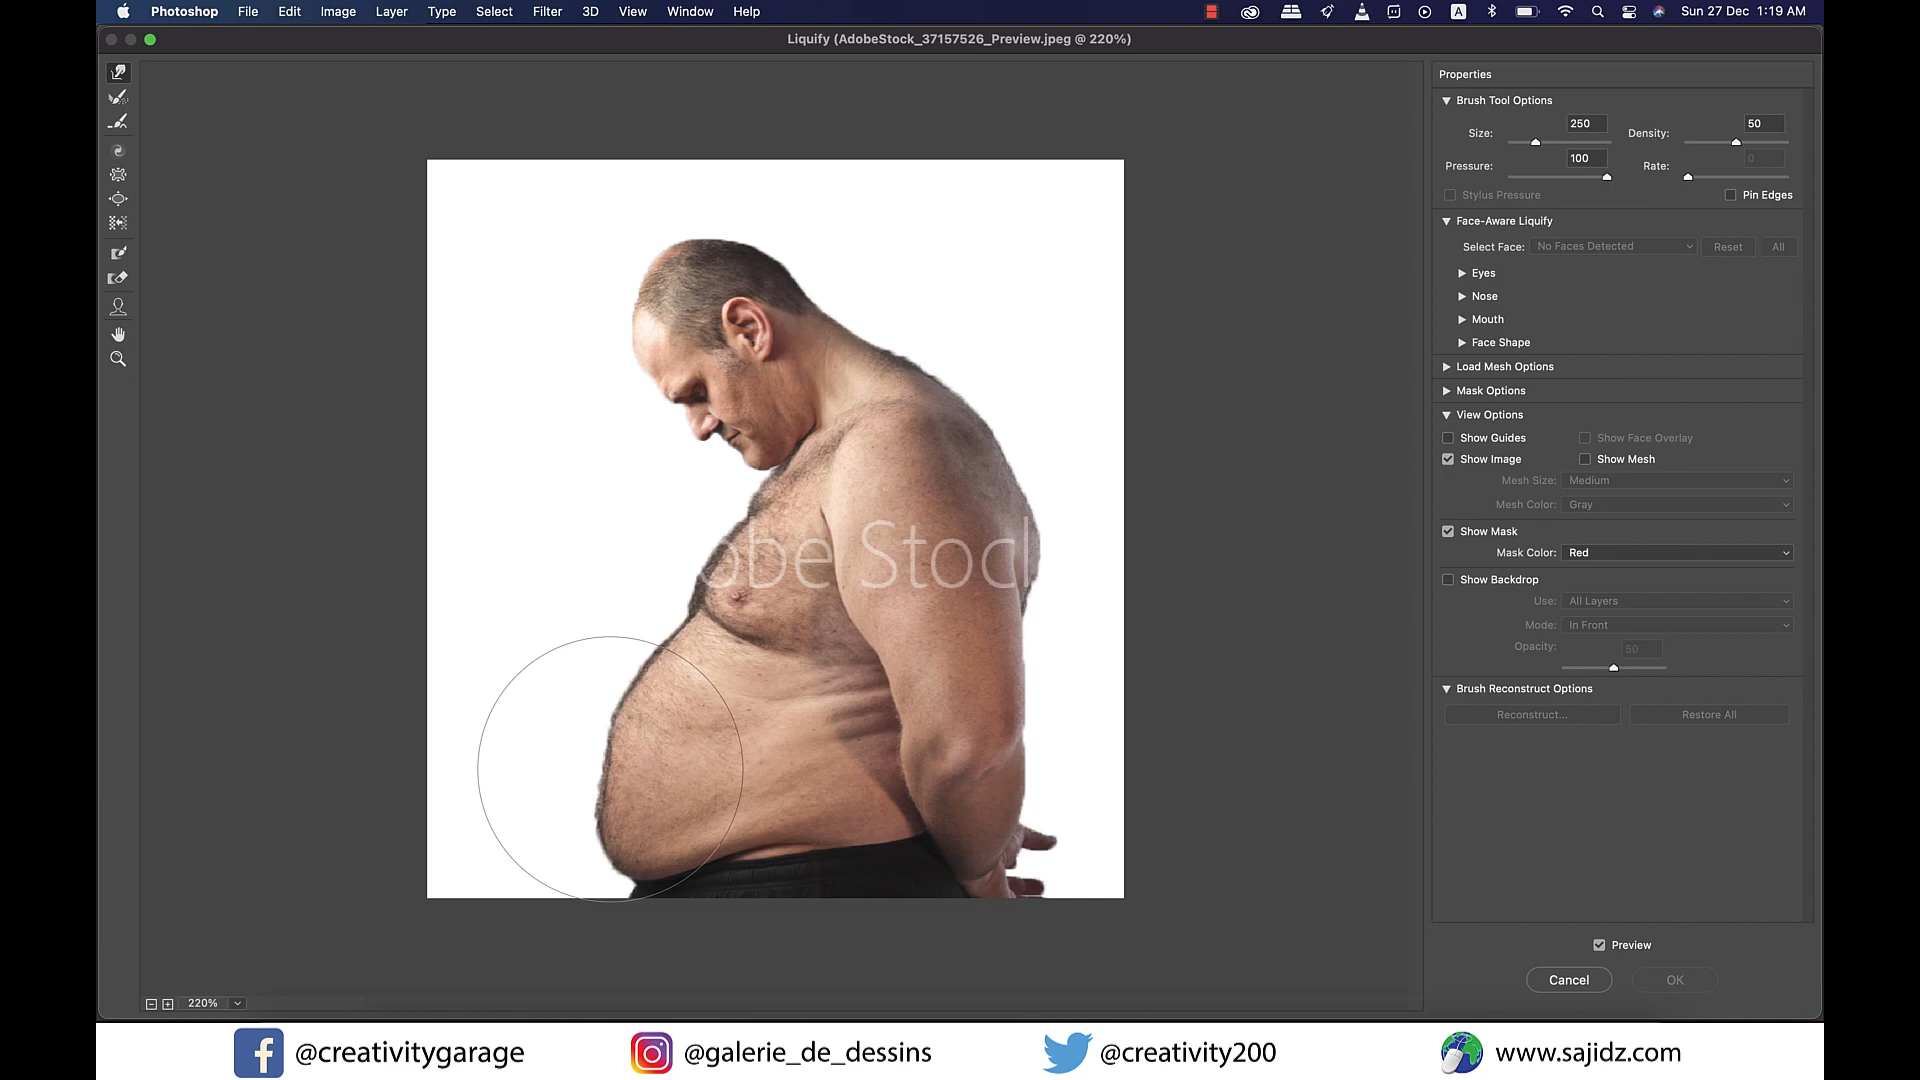 Photoshop File Edit Image Layer Type Select Filter 3D View Window Help A Sun 27 Dec 1:19 AM
Liquify (AdobeStock_37157526_Preview.jpeg @ 220%)
Properties
Brush Tool Options
Size: 250 Density: 50
Pressure: 100 Rate: 0
Stylus Pressure Pin Edges
Face-Aware Liquify
Select Face: No Faces Detected Reset All
Eyes
Nose
Mouth
Face Shape
Load Mesh Options
Mask Options
View Options
Show Guides Show Face Overlay
Show Image Show Mesh
Mesh Size: Medium
Mesh Color: Gray
Show Mask
Mask Color: Red
Show Backdrop
Use: All Layers
Mode: In Front
Opacity: 50
Brush Reconstruct Options
Reconstruct... Restore All
obe Stock
Preview
Cancel OK
220%
@creativitygarage @galerie_de_dessins @creativity200 www.sajidz.com